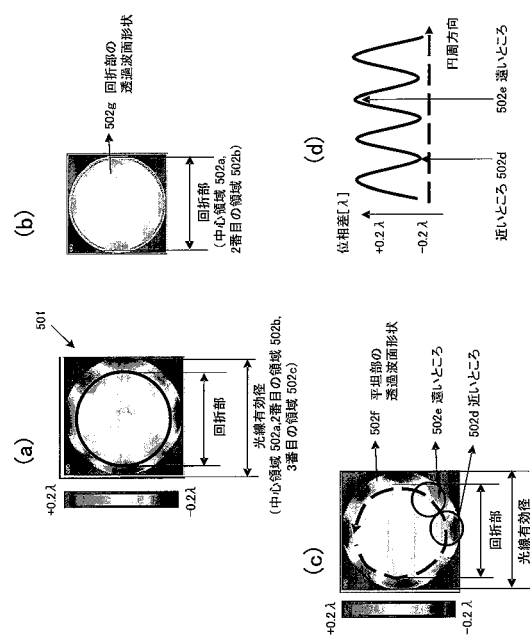 (a)
501
+0.2λ
−0.2λ
回折部
光線有効径
(中心領域 502a,2番目の領域 502b,
3番目の領域 502c)
(b)
502g 回折部の
透過波面形状
回折部
(中心領域 502a,
2番目の領域 502b)
(c)
+0.2λ
−0.2λ
502f 平坦部の
透過波面形状
502e 遠いところ
502d 近いところ
回折部
光線有効径
(d)
位相差[λ]
+0.2λ
−0.2λ
円周方向
502e 遠いところ
502d
近いところ